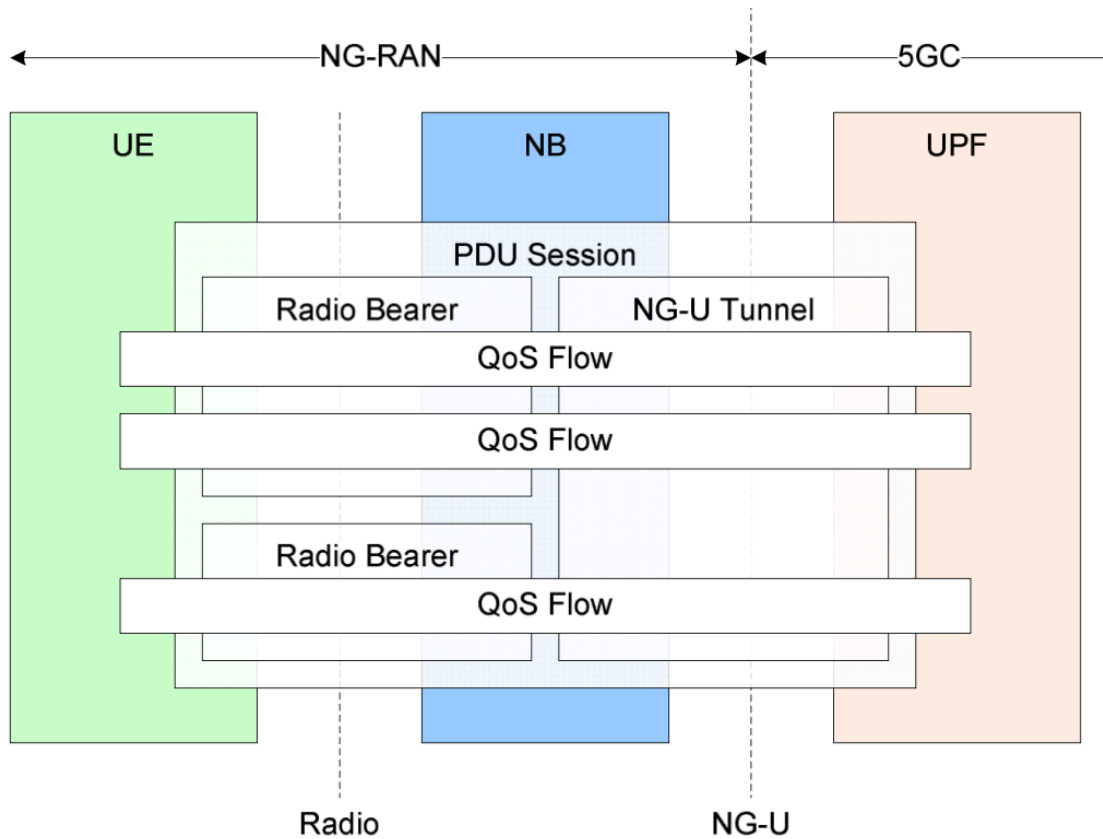 NG-RAN
5GC
UE
NB
UPF
PDU Session
Radio Bearer
NG-U Tunnel
QoS Flow
QoS Flow
Radio Bearer
QoS Flow
Radio
NG-U